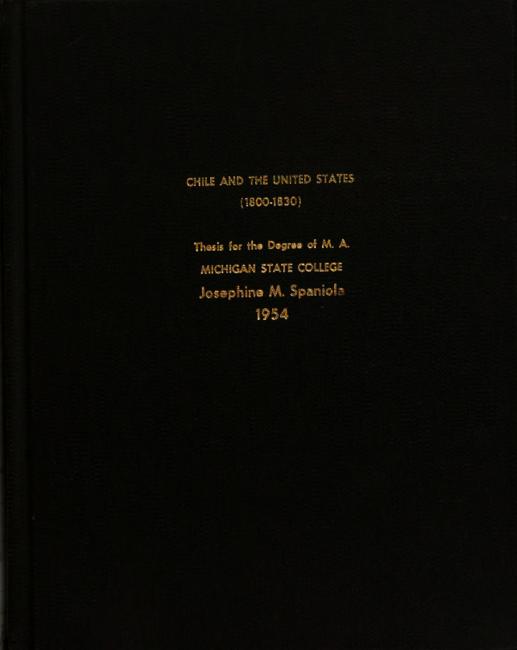 CHILE AND THE UNITED STATES
(1800-1830)
Thesis for the Degree of M. A.
MICHIGAN STATE COLLEGE
Josephine M. Spaniola
1954